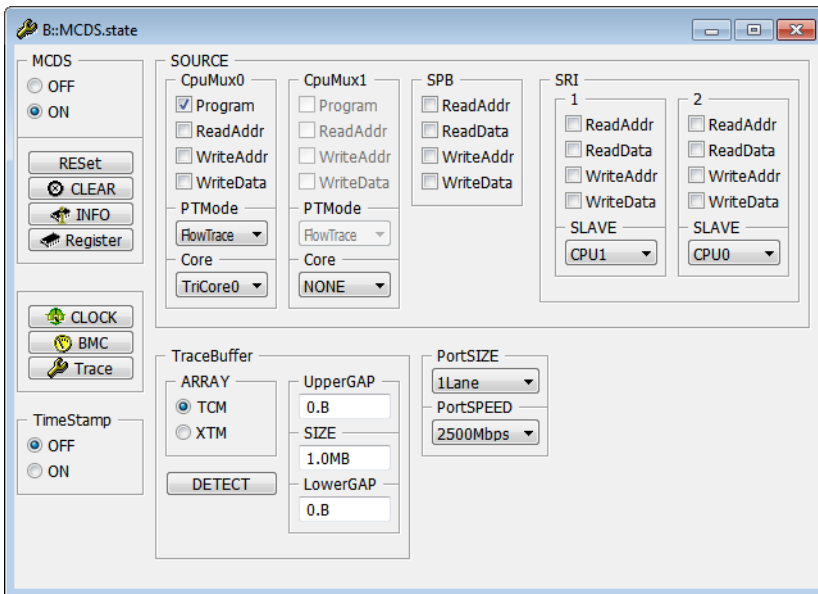 B::MCDS.state
MCDS
OFF
ON
RESet
CLEAR
INFO
Register
CLOCK
BMC
Trace
TimeStamp
OFF
ON
SOURCE
CpuMux0
Program
ReadAddr
WriteAddr
WriteData
PTMode
FlowTrace
Core
TriCore0
CpuMux1
Program
ReadAddr
WriteAddr
WriteData
PTMode
FlowTrace
Core
NONE
SPB
ReadAddr
ReadData
WriteAddr
WriteData
SRI
1
ReadAddr
ReadData
WriteAddr
WriteData
SLAVE
CPU1
2
ReadAddr
ReadData
WriteAddr
WriteData
SLAVE
CPU0
TraceBuffer
ARRAY
TCM
XTM
DETECT
UpperGAP
0.B
SIZE
1.0MB
LowerGAP
0.B
PortSIZE
1Lane
PortSPEED
2500Mbps